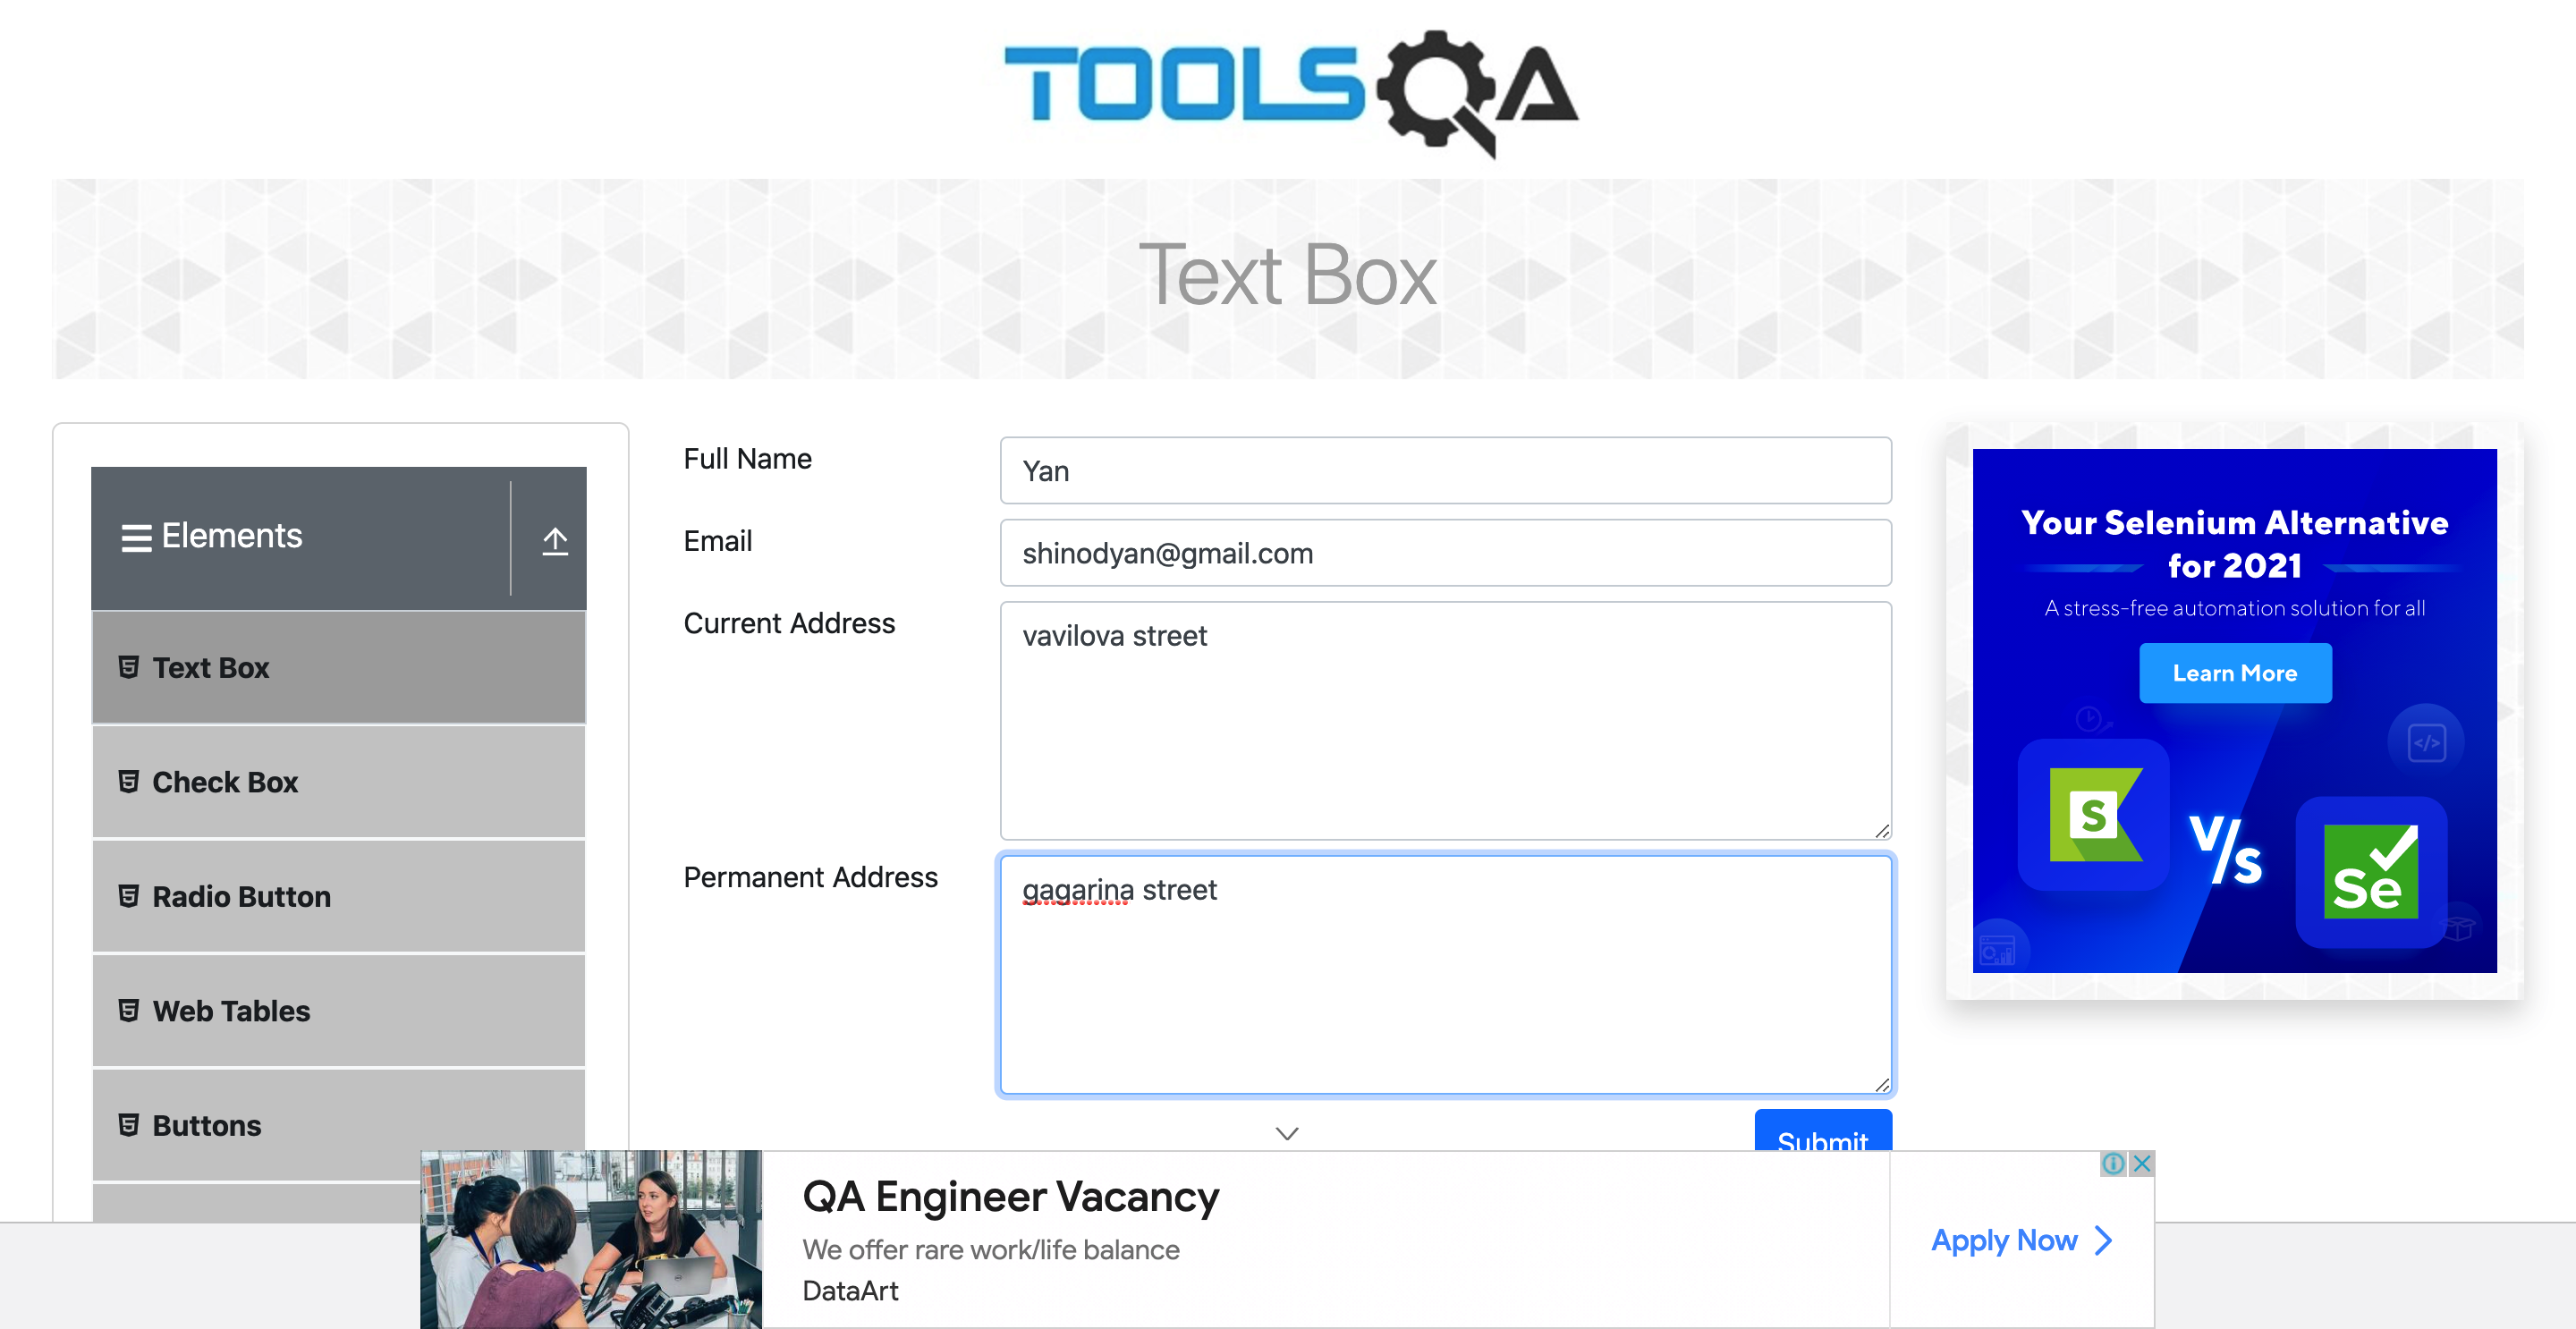 TOOLSQA
Text Box
Elements
Text Box
Check Box
Radio Button
Web Tables
Buttons
Full Name
Yan
Email
shinodyan@gmail.com
Current Address
vavilova street
Permanent Address
gagarina street
Submit
Your Selenium Alternative
for 2021
A stress-free automation solution for all
Learn More
S
V/s
Se
QA Engineer Vacancy
We offer rare work/life balance
DataArt
Apply Now